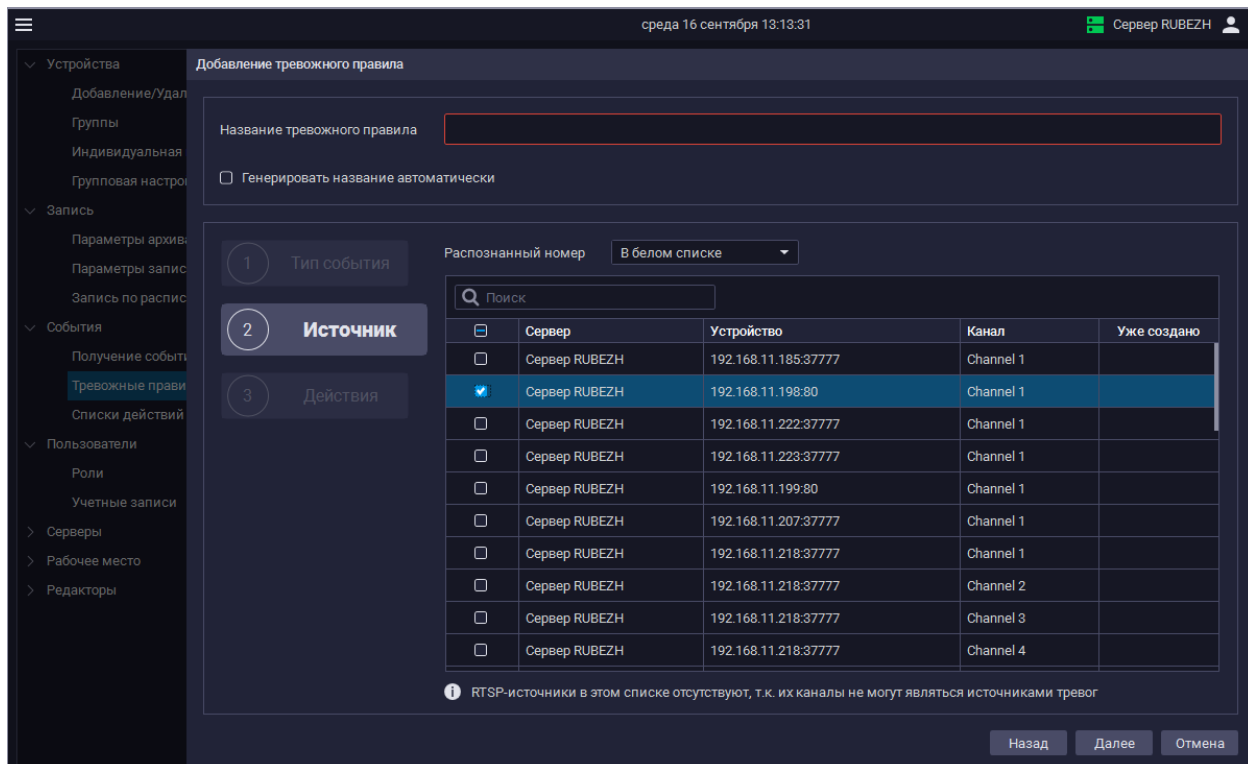 среда 16 сентября 13:13:31
Сервер RUBEZH
Устройства
Добавление/Удал
Группы
Индивидуальная
Групповая настро
Запись
Параметры архив
Параметры запис
Запись по распис
События
Получение событ
Тревожные прави
Списки действий
Пользователи
Роли
Учетные записи
Серверы
Рабочее место
Редакторы
Добавление тревожного правила
Название тревожного правила
Генерировать название автоматически
1 Тип события
2 Источник
3 Действия
Распознанный номер В белом списке
Поиск
Сервер Устройство Канал Уже создано
Сервер RUBEZH 192.168.11.185:37777 Channel 1
Сервер RUBEZH 192.168.11.198:80 Channel 1
Сервер RUBEZH 192.168.11.222:37777 Channel 1
Сервер RUBEZH 192.168.11.223:37777 Channel 1
Сервер RUBEZH 192.168.11.199:80 Channel 1
Сервер RUBEZH 192.168.11.207:37777 Channel 1
Сервер RUBEZH 192.168.11.218:37777 Channel 1
Сервер RUBEZH 192.168.11.218:37777 Channel 2
Сервер RUBEZH 192.168.11.218:37777 Channel 3
Сервер RUBEZH 192.168.11.218:37777 Channel 4
RTSP-источники в этом списке отсутствуют, т.к. их каналы не могут являться источниками тревог
Назад Далее Отмена